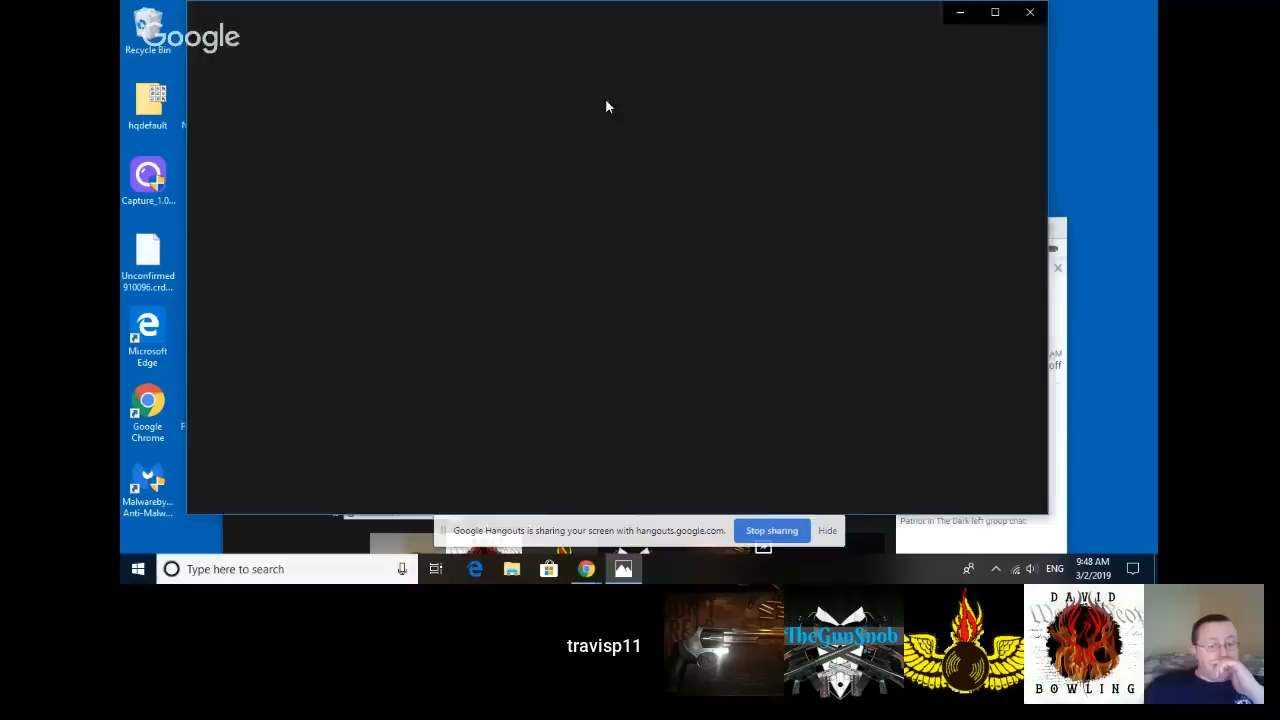 Google
Recycle Bin
hqdefault
Capture_1.0...
Unconfirmed
910096.crd...
Microsoft
Edge
Google
Chrome
Malwareby...
Anti-Malw...
AM
off
Patriot In The Dark left group chat.
Google Hangouts is sharing your screen with hangouts.google.com.
Stop sharing
Hide
Type here to search
ENG
9:48 AM
3/2/2019
travisp11
TheGunSnob
DAVID
BOWLING